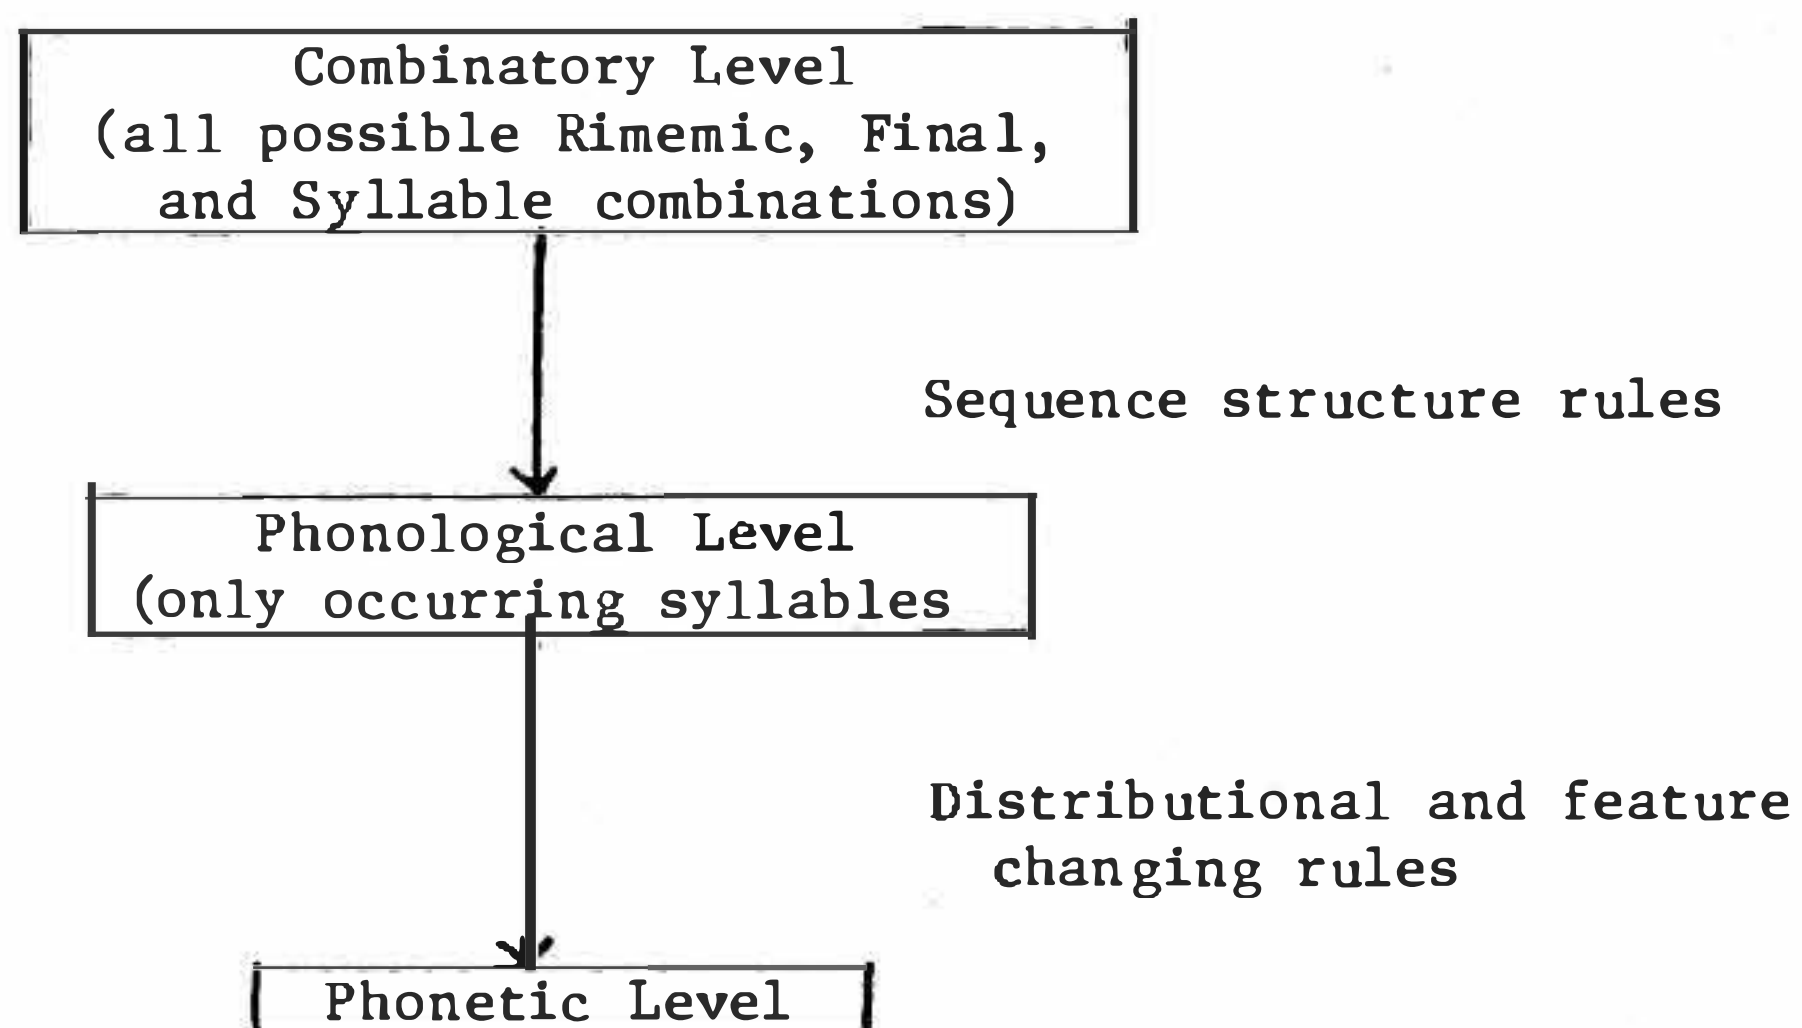 Combinatory Level
(all possible Rimemic, Final,
and Syllable combinations)
Sequence structure rules
Phonological Level
(only occurring syllables
Distributional and feature
changing rules
Phonetic Level